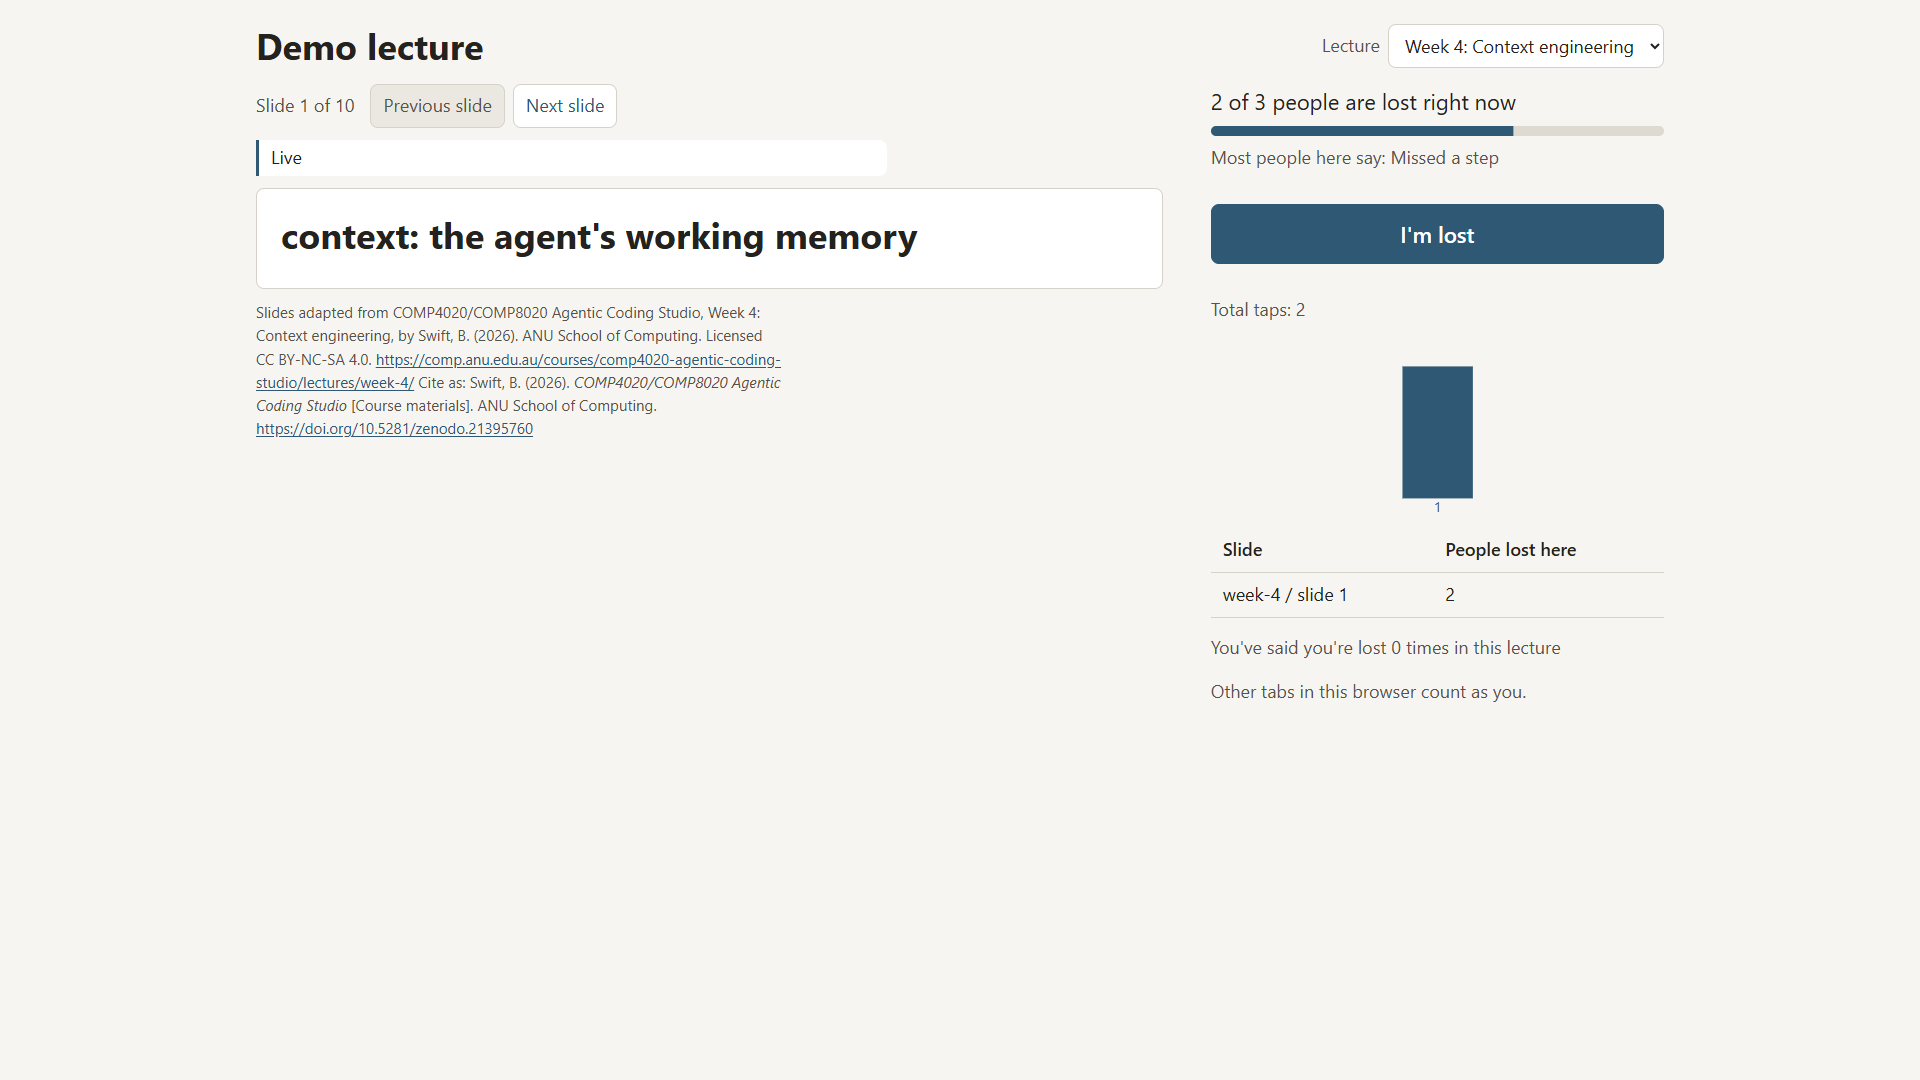 Demo lecture
Lecture
Week 4: Context engineering
Slide 1 of 10
Previous slide
Next slide
Live
context: the agent's working memory
Slides adapted from COMP4020/COMP8020 Agentic Coding Studio, Week 4:
Context engineering, by Swift, B. (2026). ANU School of Computing. Licensed
CC BY-NC-SA 4.0. https://comp.anu.edu.au/courses/comp4020-agentic-coding-
studio/lectures/week-4/ Cite as: Swift, B. (2026). COMP4020/COMP8020 Agentic
Coding Studio [Course materials]. ANU School of Computing.
https://doi.org/10.5281/zenodo.21395760
2 of 3 people are lost right now
Most people here say: Missed a step
I'm lost
Total taps: 2
1
Slide People lost here
week-4 / slide 1 2
You've said you're lost 0 times in this lecture
Other tabs in this browser count as you.